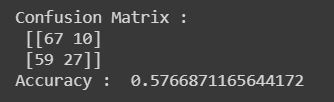 Confusion Matrix :
[[67 10]
[59 27]]
Accuracy :  0.5766871165644172